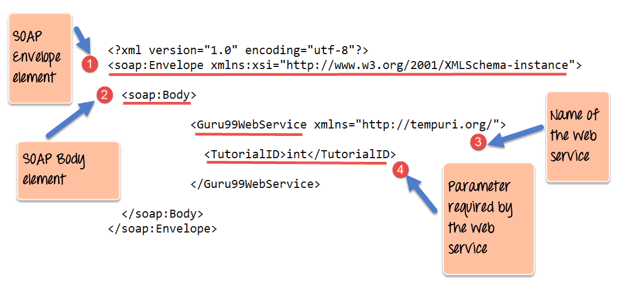 SOAP
Envelope
element
<?xml version="1.0" encoding="utf-8"?>
1
<soap:Envelope xmlns:xsi="http://www.w3.org/2001/XMLSchema-instance">
2
<soap:Body>
<Guru99WebService xmlns="http://tempuri.org/">
3
Name of
the web
service
SOAP Body
element
<TutorialID>int</TutorialID>
4
Parameter
required by
the web
service
</Guru99WebService>
</soap:Body>
</soap:Envelope>